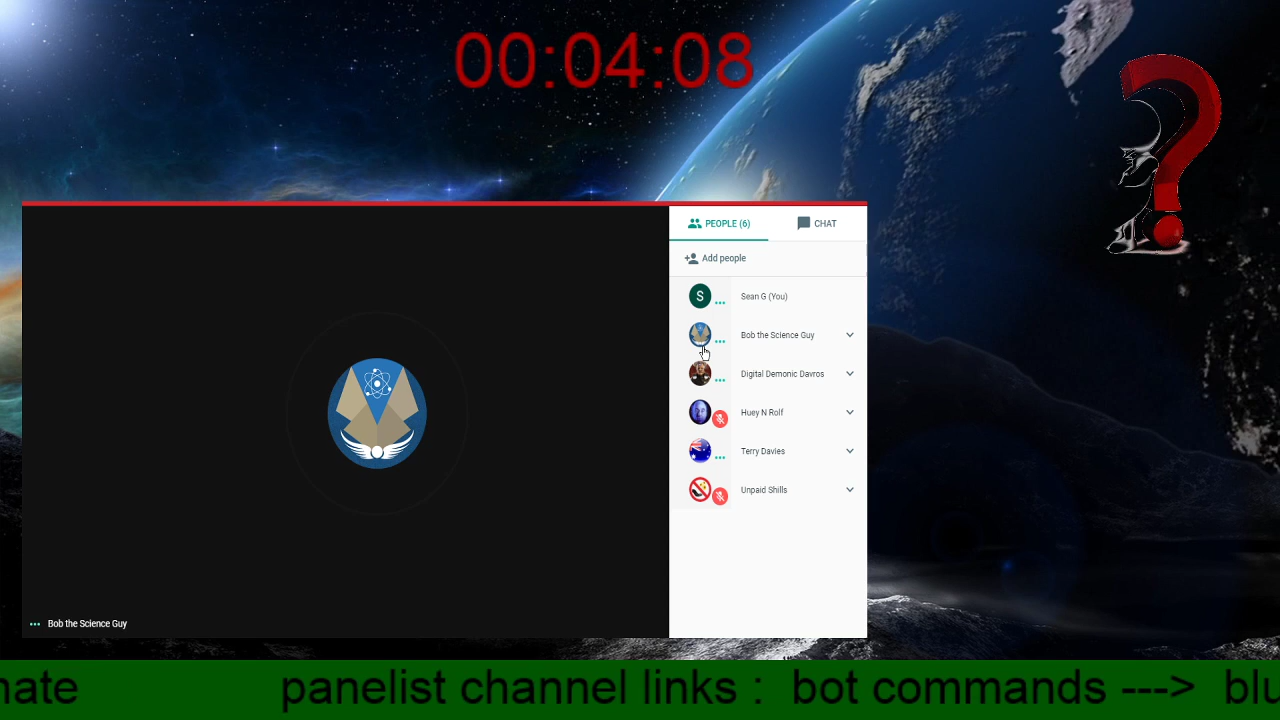 00:04:08
PEOPLE (6) CHAT
Add people
S Sean G (You)
Bob the Science Guy
Digital Demonic Davros
Huey N Rolf
Terry Davies
Unpaid Shills
Bob the Science Guy
nate panelist channel links : bot commands ---> blu